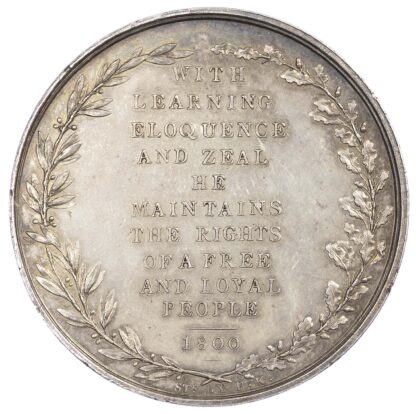 WITH
LEARNING
ELOQUENCE
AND ZEAL
HE
MAINTAINS
THE RIGHTS
OF A FREE
AND LOYAL
PEOPLE
1800